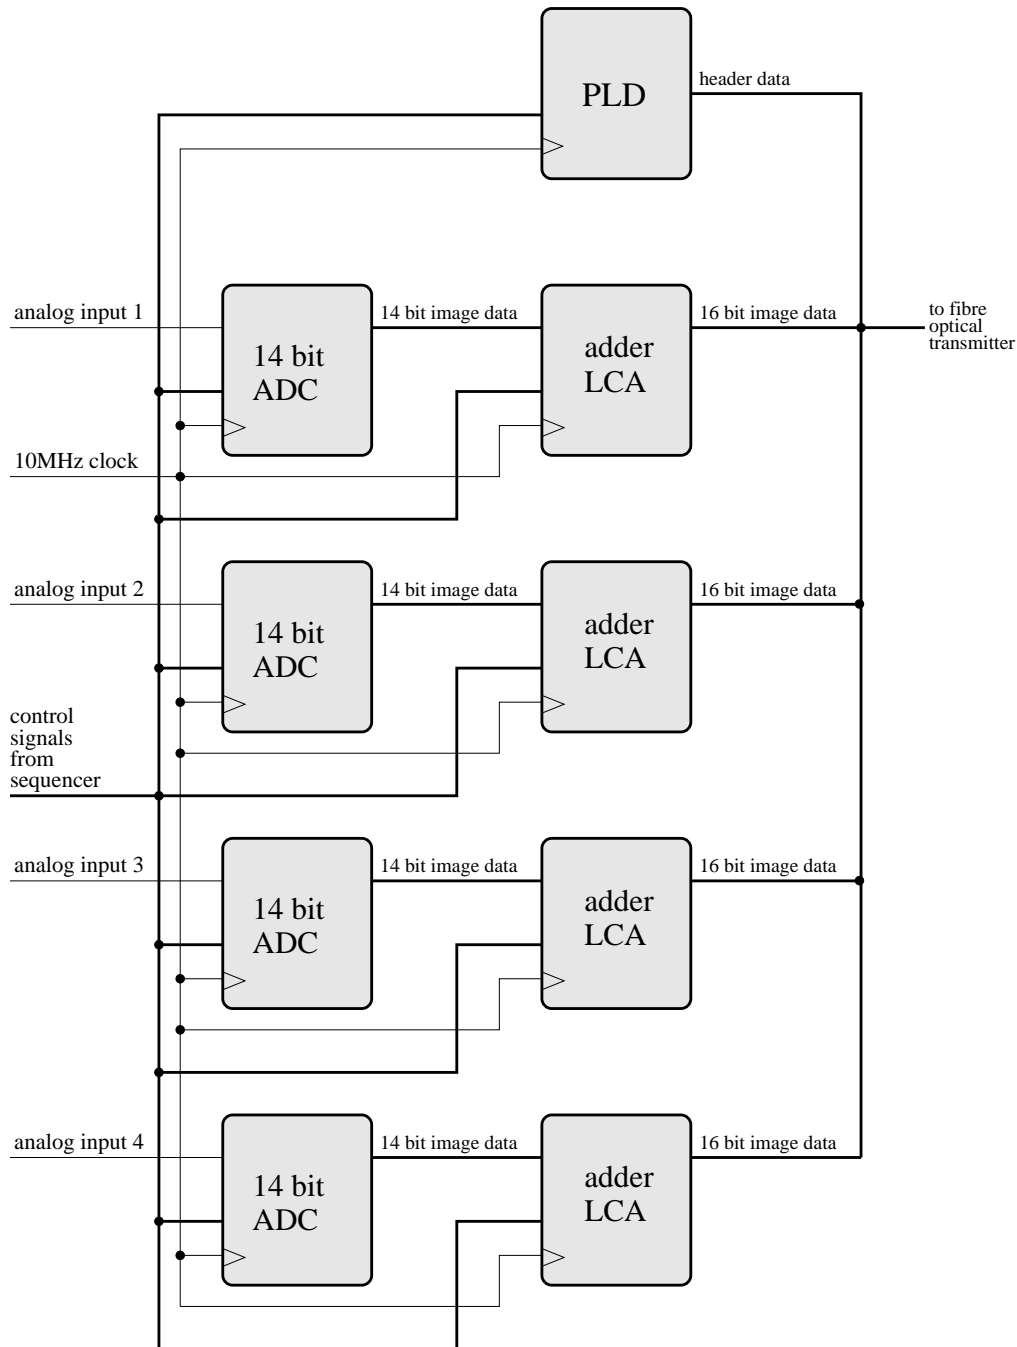 PLD
header data
analog input 1
14 bit
ADC
14 bit image data
adder
LCA
16 bit image data
to fibre
optical
transmitter
10MHz clock
analog input 2
14 bit
ADC
14 bit image data
adder
LCA
16 bit image data
control
signals
from
sequencer
analog input 3
14 bit
ADC
14 bit image data
adder
LCA
16 bit image data
analog input 4
14 bit
ADC
14 bit image data
adder
LCA
16 bit image data